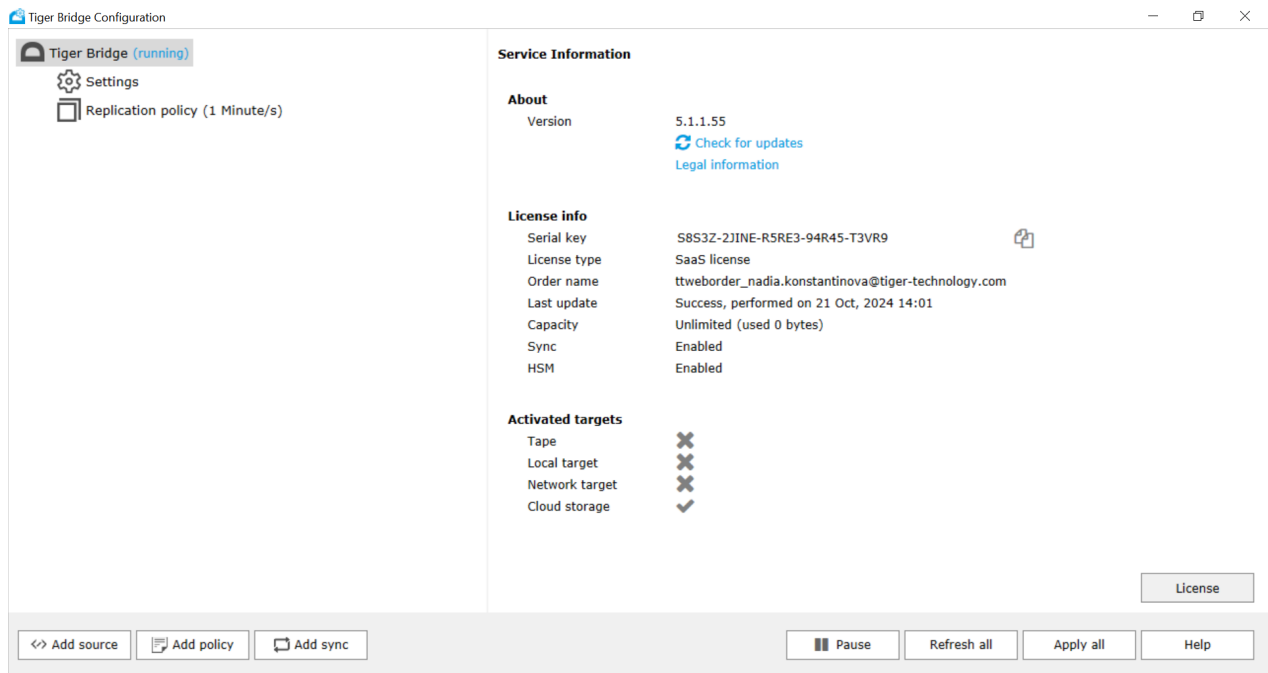 Tiger Bridge Configuration
Tiger Bridge (running)
Settings
Replication policy (1 Minute/s)
Service Information
About
Version 5.1.1.55
Check for updates
Legal information
License info
Serial key S8S3Z-2JINE-R5RE3-94R45-T3VR9
License type SaaS license
Order name ttweborder_nadia.konstantinova@tiger-technology.com
Last update Success, performed on 21 Oct, 2024 14:01
Capacity Unlimited (used 0 bytes)
Sync Enabled
HSM Enabled
Activated targets
Tape
Local target
Network target
Cloud storage
License
Add source Add policy Add sync Pause Refresh all Apply all Help